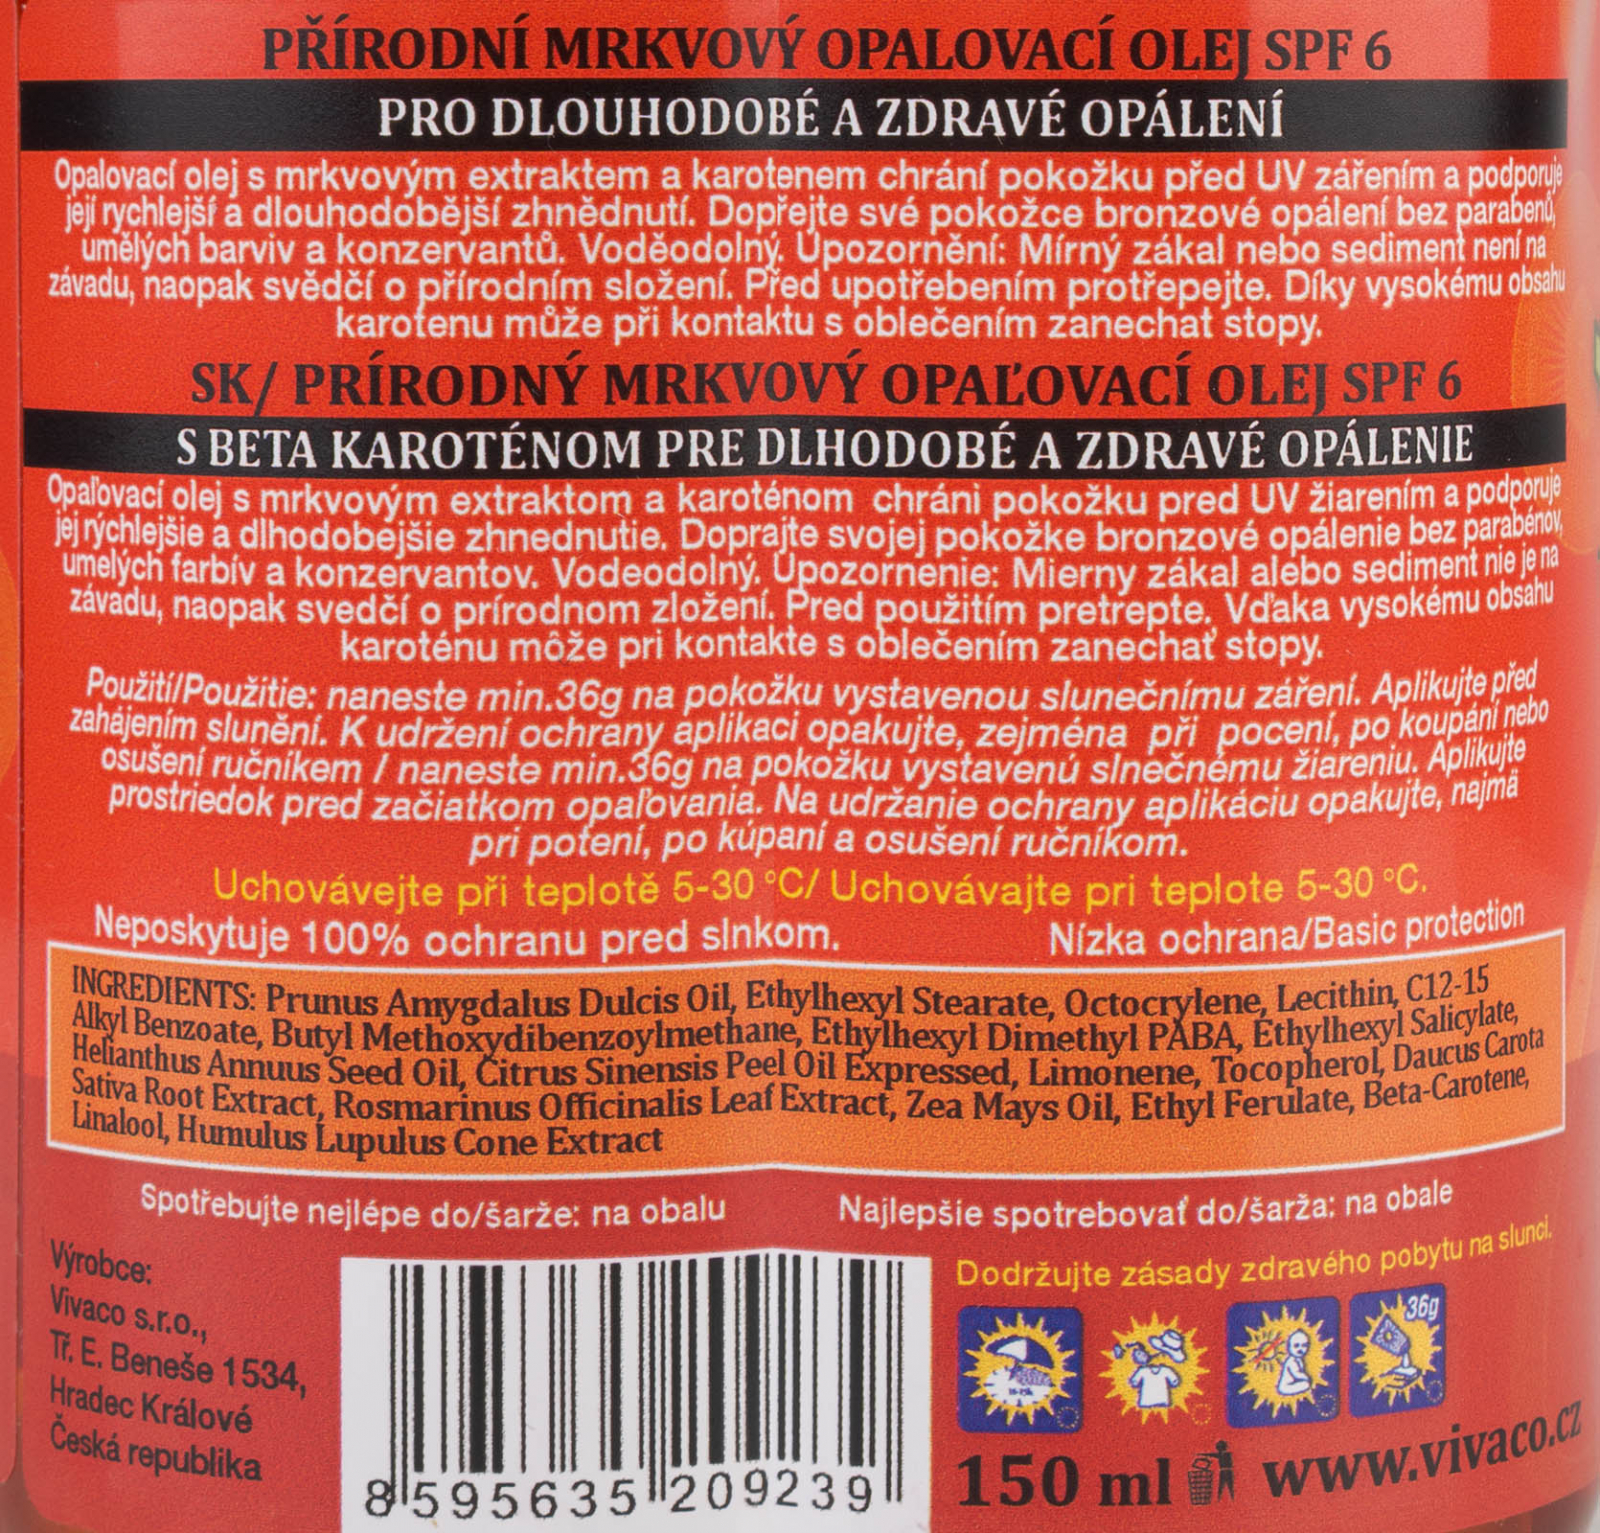 PŘÍRODNÍ MRKVOVÝ OPALOVACÍ OLEJ SPF 6
PRO DLOUHODOBÉ A ZDRAVÉ OPÁLENÍ
Opalovací olej s mrkvovým extraktem a karotenem chrání pokožku před UV zářením a podporuje
její rychlejší a dlouhodobější zhnědnutí. Dopřejte své pokožce bronzové opálení bez parabenů,
umělých barviv a konzervantů. Voděodolný. Upozornění: Mírný zákal nebo sediment není na
závadu, naopak svědčí o přírodním složení. Před upotřebením protřepejte. Díky vysokému obsahu
karotenu může při kontaktu s oblečením zanechat stopy.
SK/ PRÍRODNÝ MRKVOVÝ OPAĽOVACÍ OLEJ SPF 6
S BETA KAROTÉNOM PRE DLHODOBÉ A ZDRAVÉ OPÁLENIE
Opaľovací olej s mrkvovým extraktom a karoténom chráni pokožku pred UV žiarením a podporuje
jej rýchlejšie a dlhodobejšie zhnednutie. Doprajte svojej pokožke bronzové opálenie bez parabénov,
umelých farbív a konzervantov. Vodeodolný. Upozornenie: Mierny zákal alebo sediment nie je na
závadu, naopak svedčí o prírodnom zložení. Pred použitím pretrepte. Vďaka vysokému obsahu
karoténu môže pri kontakte s oblečením zanechať stopy.
Použití/Použitie: naneste min.36g na pokožku vystavenou slunečnímu záření. Aplikujte před
zahájením slunění. K udržení ochrany aplikaci opakujte, zejména při pocení, po koupání nebo
osušení ručníkem / naneste min.36g na pokožku vystavenú slnečnému žiareniu. Aplikujte
prostriedok pred začiatkom opaľovania. Na udržanie ochrany aplikáciu opakujte, najmä
pri potení, po kúpaní a osušení ručníkom.
Uchovávejte při teplotě 5-30 °C/ Uchovávajte pri teplote 5-30 °C.
Neposkytuje 100% ochranu pred slnkom. Nízka ochrana/Basic protection
INGREDIENTS: Prunus Amygdalus Dulcis Oil, Ethylhexyl Stearate, Octocrylene, Lecithin, C12-15
Alkyl Benzoate, Butyl Methoxydibenzoylmethane, Ethylhexyl Dimethyl PABA, Ethylhexyl Salicylate,
Helianthus Annuus Seed Oil, Citrus Sinensis Peel Oil Expressed, Limonene, Tocopherol, Daucus Carota
Sativa Root Extract, Rosmarinus Officinalis Leaf Extract, Zea Mays Oil, Ethyl Ferulate, Beta-Carotene,
Linalool, Humulus Lupulus Cone Extract
Spotřebujte nejlépe do/šarže: na obalu Najlepšie spotrebovať do/šarža: na obale
Výrobce:
Vivaco s.r.o.,
Tř. E. Beneše 1534,
Hradec Králové
Česká republika
8 595635 209239
Dodržujte zásady zdravého pobytu na slunci.
36g
150 ml www.vivaco.cz